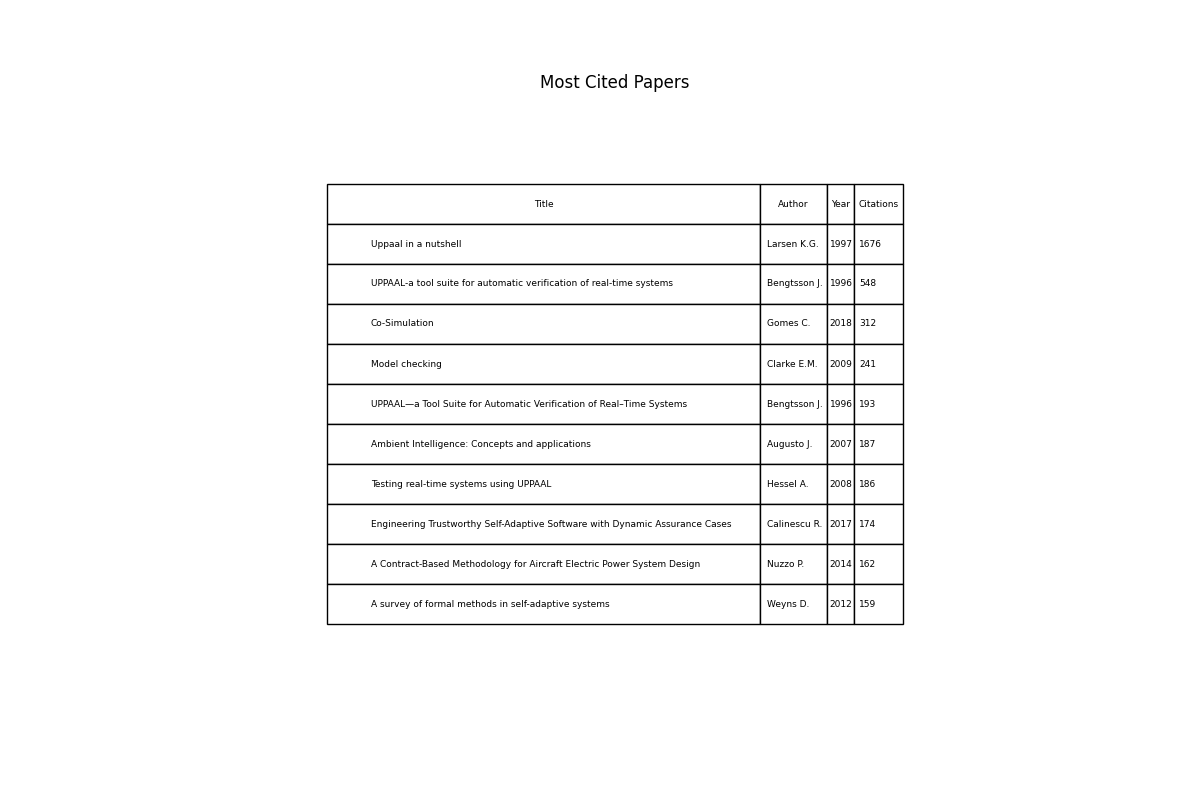 Most Cited Papers
Title Author Year Citations
Uppaal in a nutshell Larsen K.G. 1997 1676
UPPAAL-a tool suite for automatic verification of real-time systems Bengtsson J. 1996 548
Co-Simulation Gomes C. 2018 312
Model checking Clarke E.M. 2009 241
UPPAAL—a Tool Suite for Automatic Verification of Real–Time Systems Bengtsson J. 1996 193
Ambient Intelligence: Concepts and applications Augusto J. 2007 187
Testing real-time systems using UPPAAL Hessel A. 2008 186
Engineering Trustworthy Self-Adaptive Software with Dynamic Assurance Cases Calinescu R. 2017 174
A Contract-Based Methodology for Aircraft Electric Power System Design Nuzzo P. 2014 162
A survey of formal methods in self-adaptive systems Weyns D. 2012 159